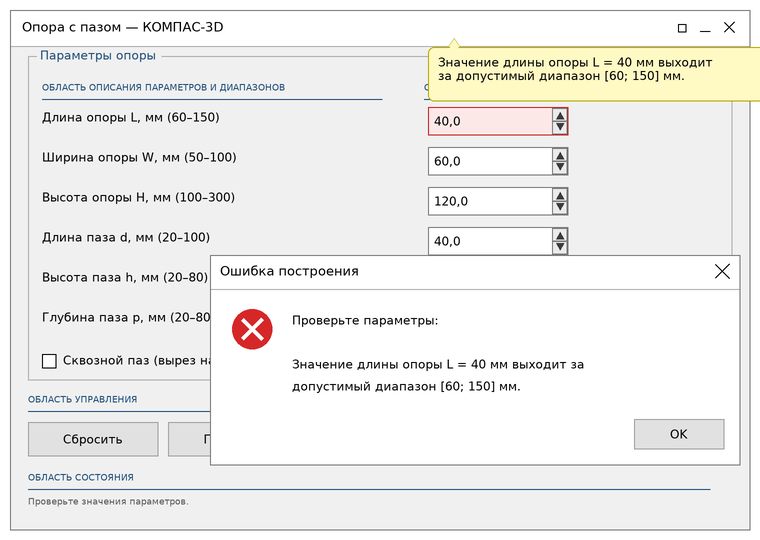 Опора с пазом — КОМПАС-3D
Параметры опоры
Значение длины опоры L = 40 мм выходит
за допустимый диапазон [60; 150] мм.
ОБЛАСТЬ ОПИСАНИЯ ПАРАМЕТРОВ И ДИАПАЗОНОВ
Длина опоры L, мм (60–150)
40,0
Ширина опоры W, мм (50–100)
60,0
Высота опоры H, мм (100–300)
120,0
Длина паза d, мм (20–100)
40,0
Высота паза h, мм (20–80)
Глубина паза p, мм (20–80
Сквозной паз (вырез
ОБЛАСТЬ УПРАВЛЕНИЯ
Сбросить
Ошибка построения
Проверьте параметры:
Значение длины опоры L = 40 мм выходит за
допустимый диапазон [60; 150] мм.
OK
ОБЛАСТЬ СОСТОЯНИЯ
Проверьте значения параметров.